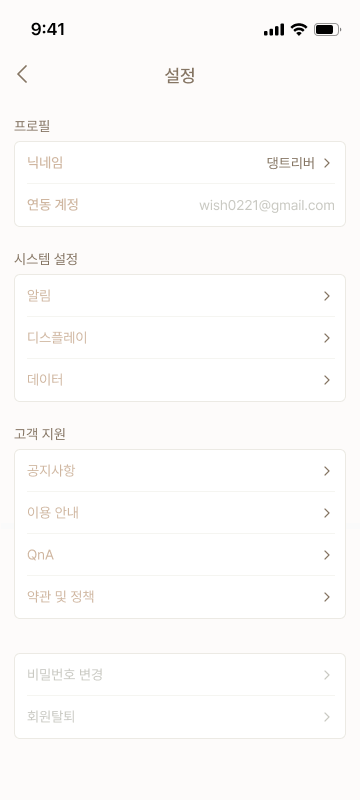 9:41
설정
프로필
닉네임 댕트리버
연동 계정 wish0221@gmail.com
시스템 설정
알림
디스플레이
데이터
고객 지원
공지사항
이용 안내
QnA
약관 및 정책
비밀번호 변경
회원탈퇴